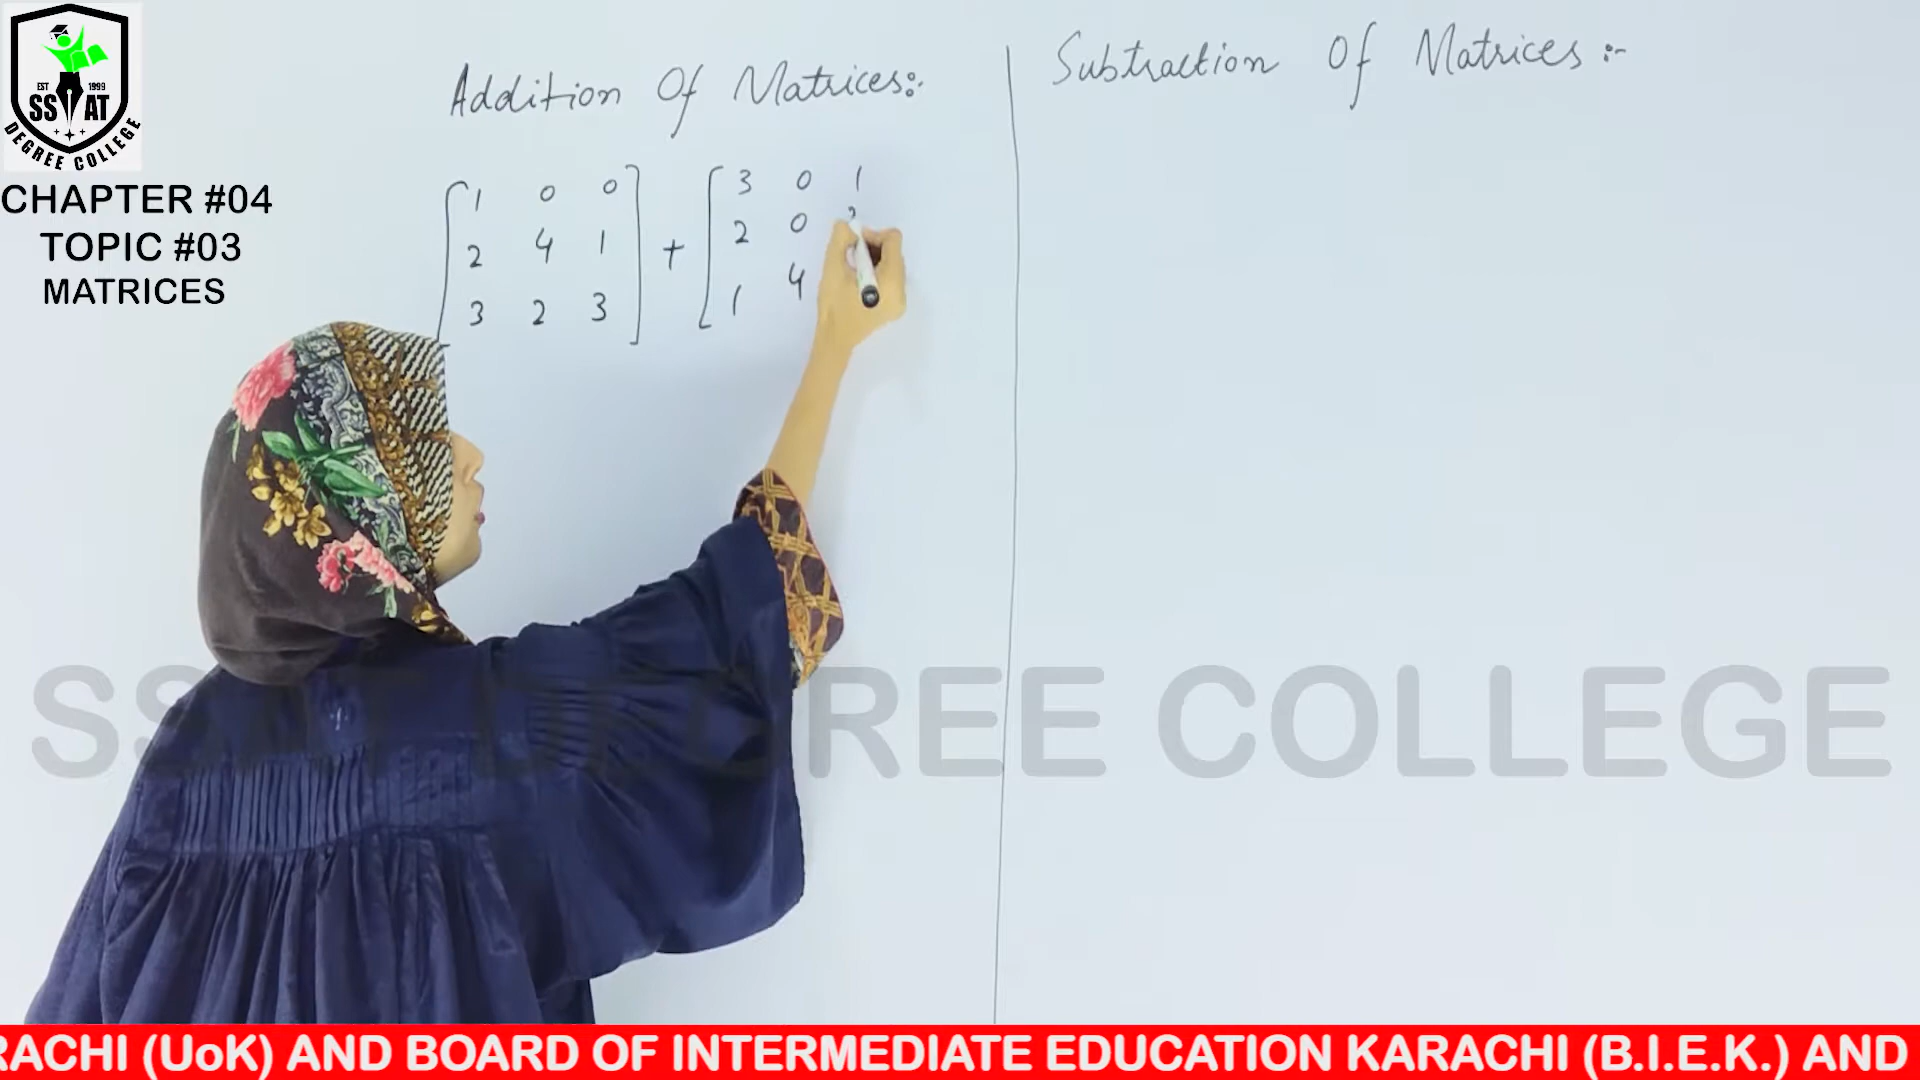 EST 1999
SS AT
DEGREE COLLEGE
CHAPTER #04
TOPIC #03
MATRICES
Addition Of Matrices:-
1 0 0
2 4 1
3 2 3
+
3 0 1
2 0
1 4
Subtraction Of Matrices :-
SSAT DEGREE COLLEGE
RACHI (UoK) AND BOARD OF INTERMEDIATE EDUCATION KARACHI (B.I.E.K.) AND